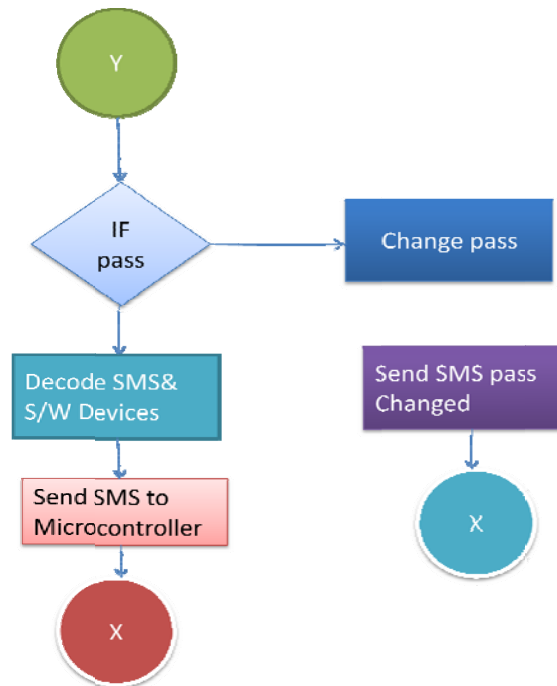 Y
IF
pass
Change pass
Decode SMS&
S/W Devices
Send SMS pass
Changed
Send SMS to
Microcontroller
X
X